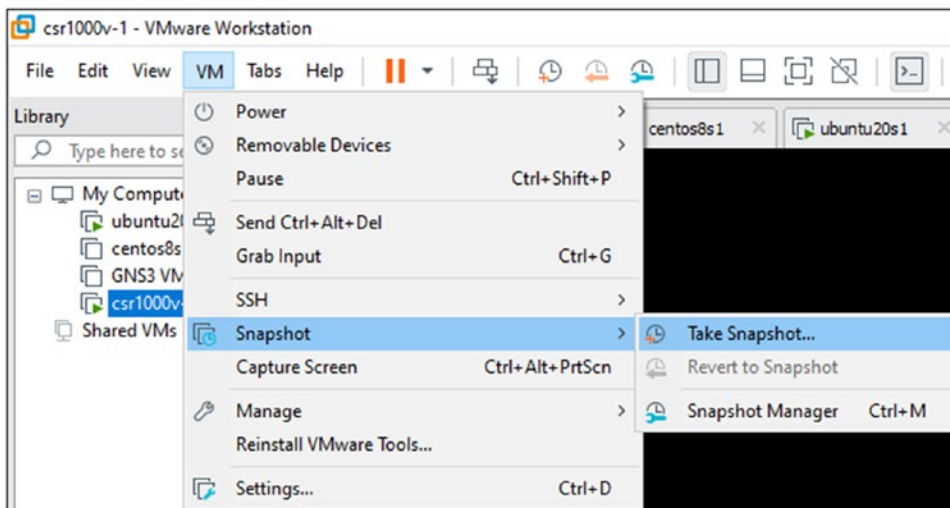 csr1000v-1 - VMware Workstation
File Edit View VM Tabs Help
Library
Type here to se
My Compute
ubuntu20
centos8s
GNS3 VM
csr1000v-
Shared VMs
Power
Removable Devices
Pause Ctrl+Shift+P
Send Ctrl+Alt+Del
Grab Input Ctrl+G
SSH
Snapshot
Capture Screen Ctrl+Alt+PrtScn
Manage
Reinstall VMware Tools...
Settings... Ctrl+D
centos8s1 ubuntu20s1
Take Snapshot...
Revert to Snapshot
Snapshot Manager Ctrl+M